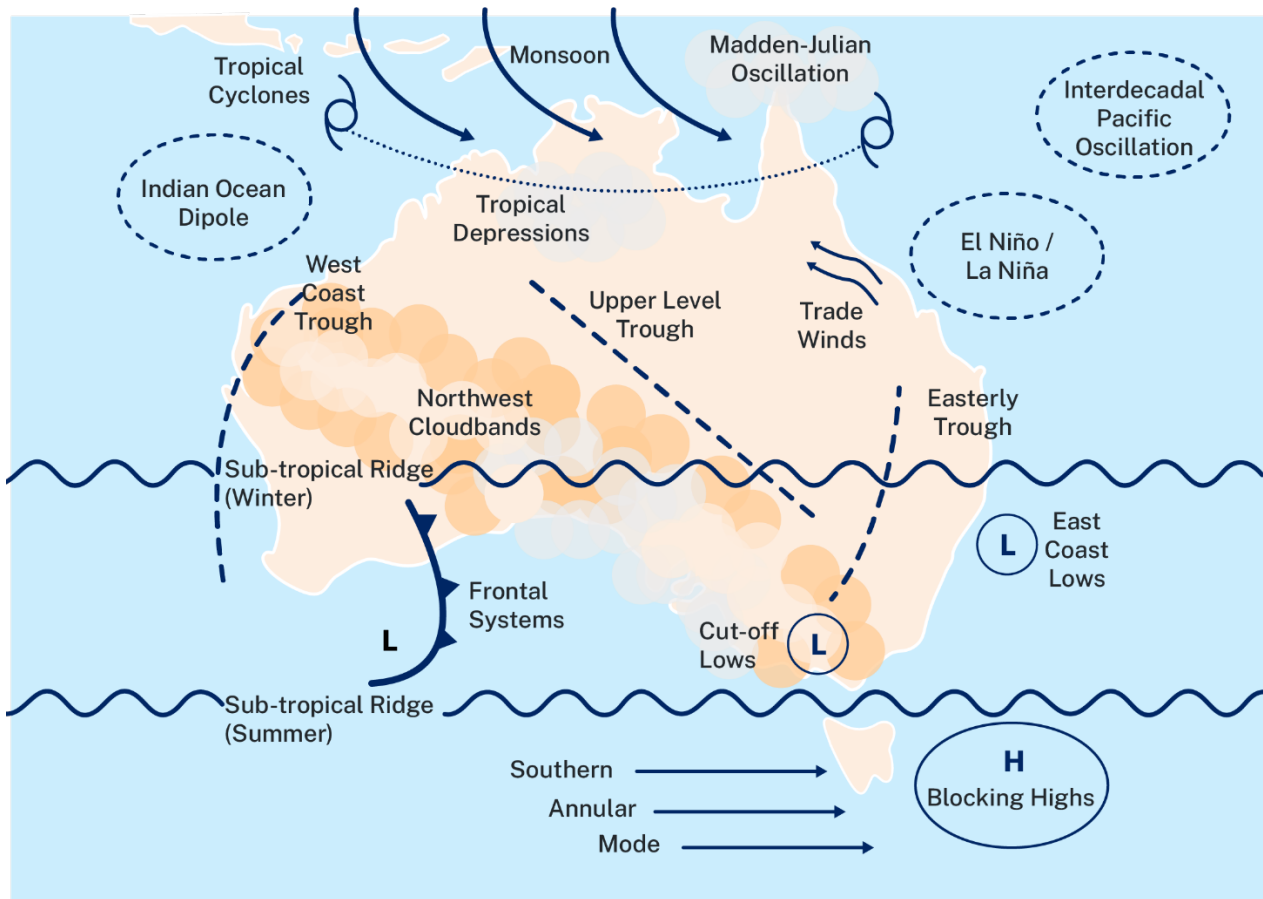 Madden-Julian
Oscillation
Monsoon
Tropical
Cyclones
Interdecadal
Pacific
Oscillation
Indian Ocean
Dipole
Tropical
Depressions
El Niño /
La Niña
West
Coast
Trough
Upper Level
Trough
Trade
Winds
Northwest
Cloudbands
Easterly
Trough
Sub-tropical Ridge
(Winter)
L
East
Coast
Lows
Frontal
Systems
L
Cut-off
Lows
L
Sub-tropical Ridge
(Summer)
H
Blocking Highs
Southern
Annular
Mode